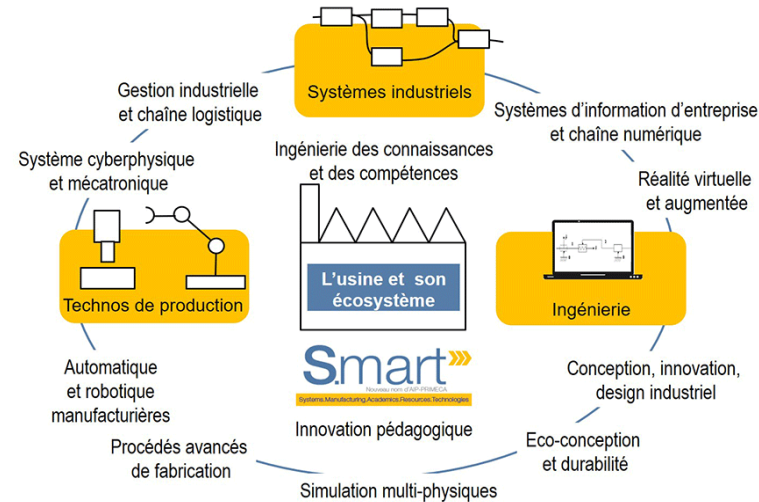 Systèmes industriels
Gestion industrielle
et chaîne logistique
Systèmes d'information d'entreprise
et chaîne numérique
Ingénierie des connaissances
et des compétences
Système cyberphysique
et mécatronique
Réalité virtuelle
et augmentée
Technos de production
L'usine et son
écosystème
Ingénierie
S.mart
Nouveau nom d'AIP-PRIMECA
Systems.Manufacturing.Academics.Resources.Technologies
Automatique
et robotique
manufacturières
Conception, innovation,
design industriel
Innovation pédagogique
Procédés avancés
de fabrication
Eco-conception
et durabilité
Simulation multi-physiques